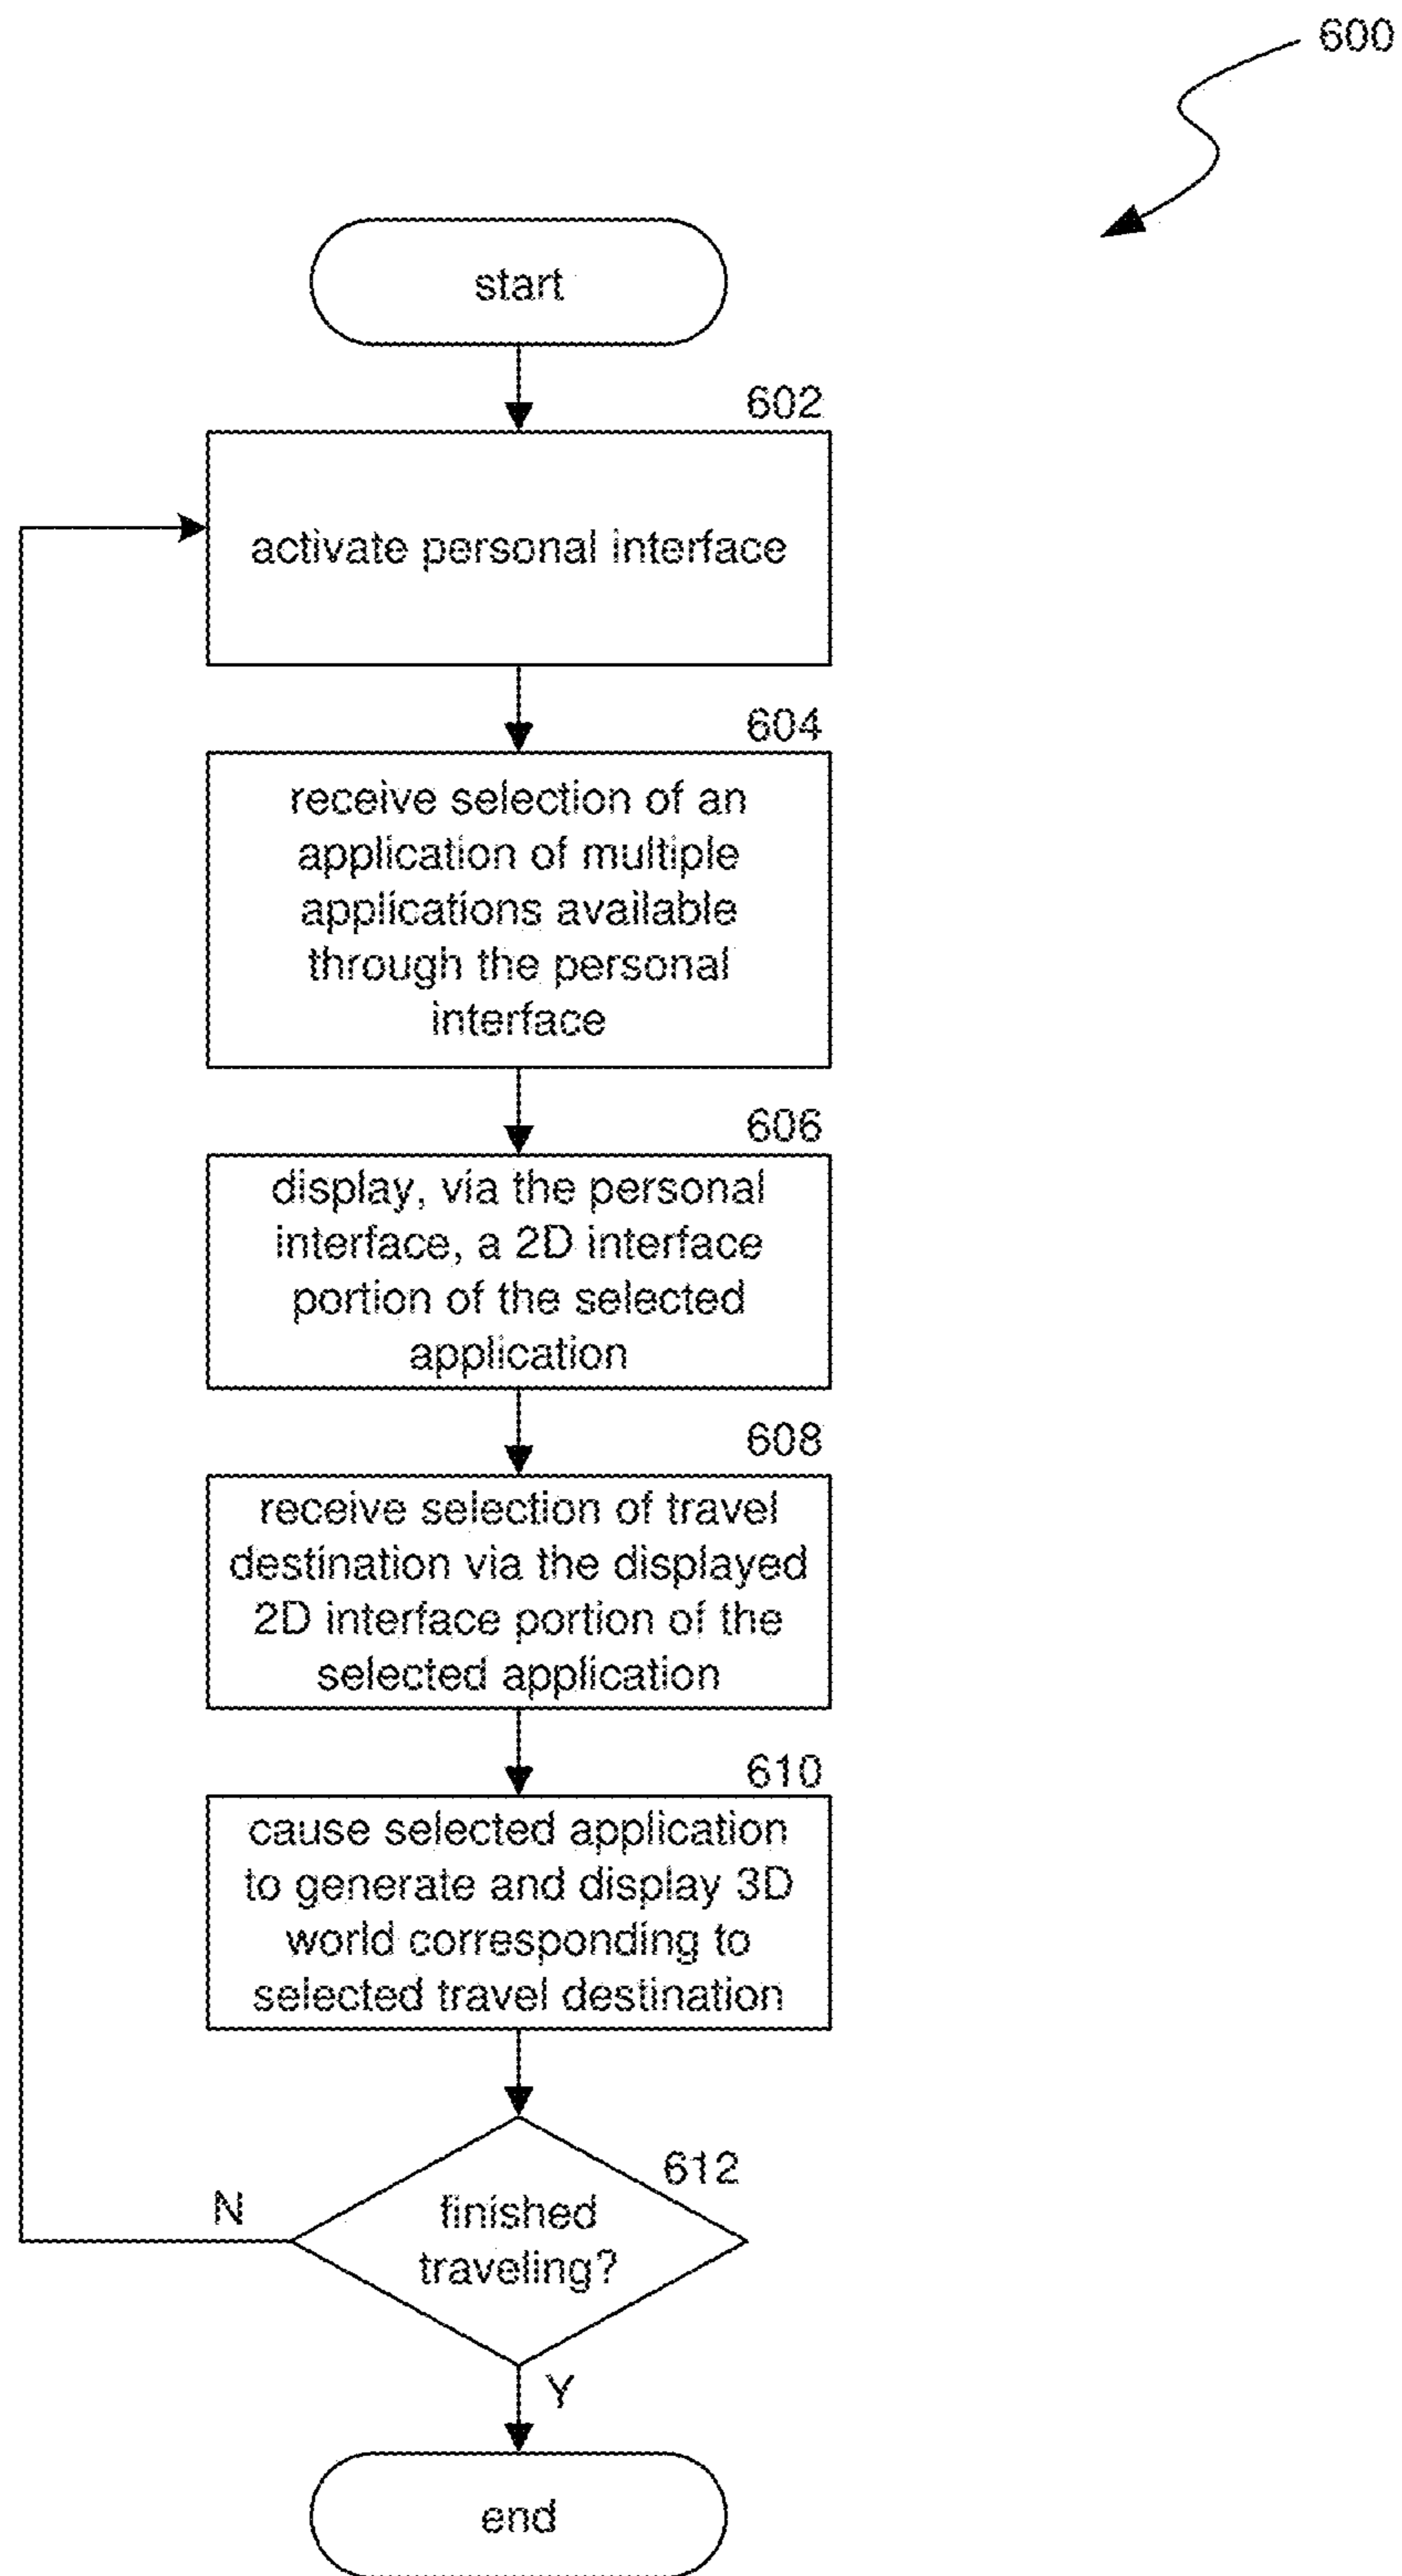 600
start
602
activate personal interface
604
receive selection of an
application of multiple
applications available
through the personal
interface
606
display, via the personal
interface, a 2D interface
portion of the selected
application
608
receive selection of travel
destination via the displayed
2D interface portion of the
selected application
610
cause selected application
to generate and display 3D
world corresponding to
selected travel destination
612
finished
traveling?
N
Y
end